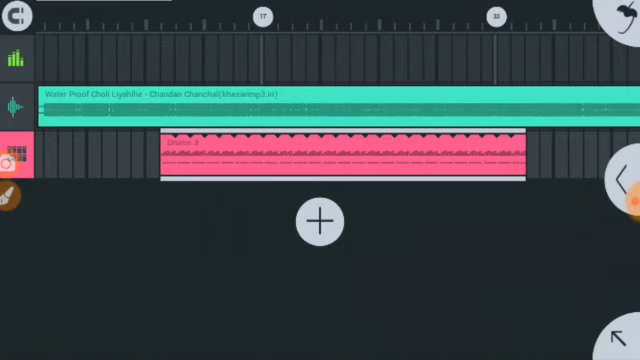 17
33
Water Proof Choli Liyahihe - Chandan Chanchal(khesarimp3.in)
Drums 3